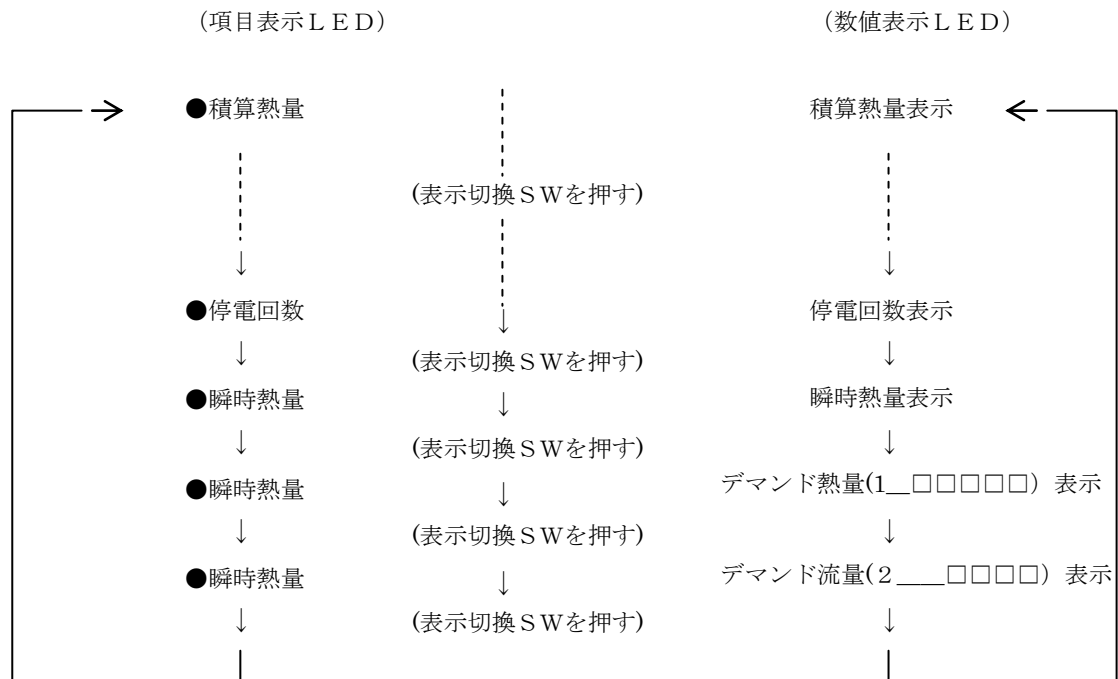 （項目表示ＬＥＤ） （数値表示ＬＥＤ）
●積算熱量 積算熱量表示
(表示切換ＳＷを押す)
●停電回数 停電回数表示
(表示切換ＳＷを押す)
●瞬時熱量 瞬時熱量表示
(表示切換ＳＷを押す)
●瞬時熱量 デマンド熱量(1＿□□□□□）表示
(表示切換ＳＷを押す)
●瞬時熱量 デマンド流量(２＿＿□□□□）表示
(表示切換ＳＷを押す)